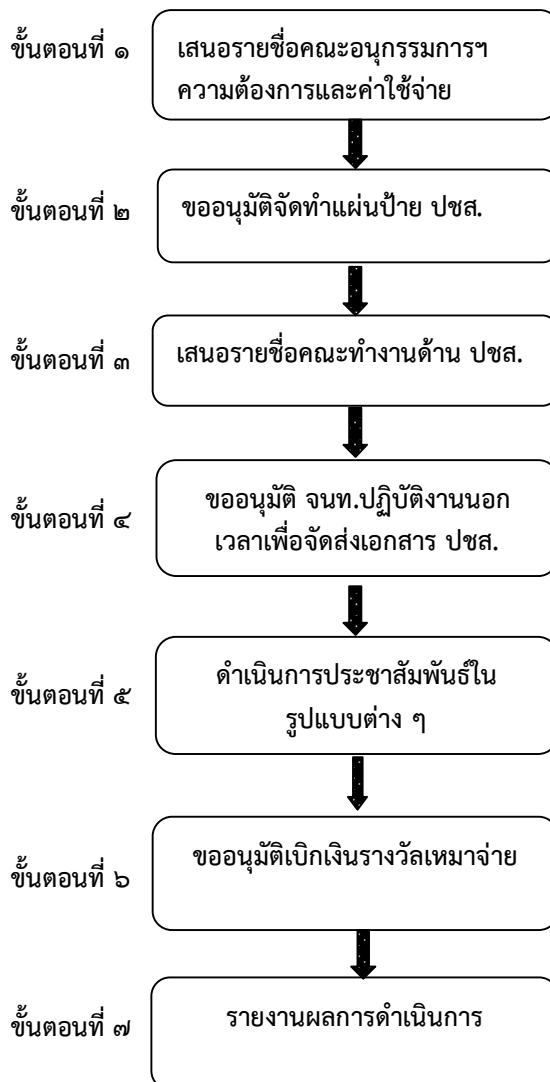 ขั้นตอนที่ ๑
เสนอรายชื่อคณะอนุกรรมการฯ
ความต้องการและค่าใช้จ่าย
ขั้นตอนที่ ๒
ขออนุมัติจัดทำแผ่นป้าย ปชส.
ขั้นตอนที่ ๓
เสนอรายชื่อคณะทำงานด้าน ปชส.
ขั้นตอนที่ ๔
ขออนุมัติ จนท.ปฏิบัติงานนอก
เวลาเพื่อจัดส่งเอกสาร ปชส.
ขั้นตอนที่ ๕
ดำเนินการประชาสัมพันธ์ใน
รูปแบบต่าง ๆ
ขั้นตอนที่ ๖
ขออนุมัติเบิกเงินรางวัลเหมาจ่าย
ขั้นตอนที่ ๗
รายงานผลการดำเนินการ